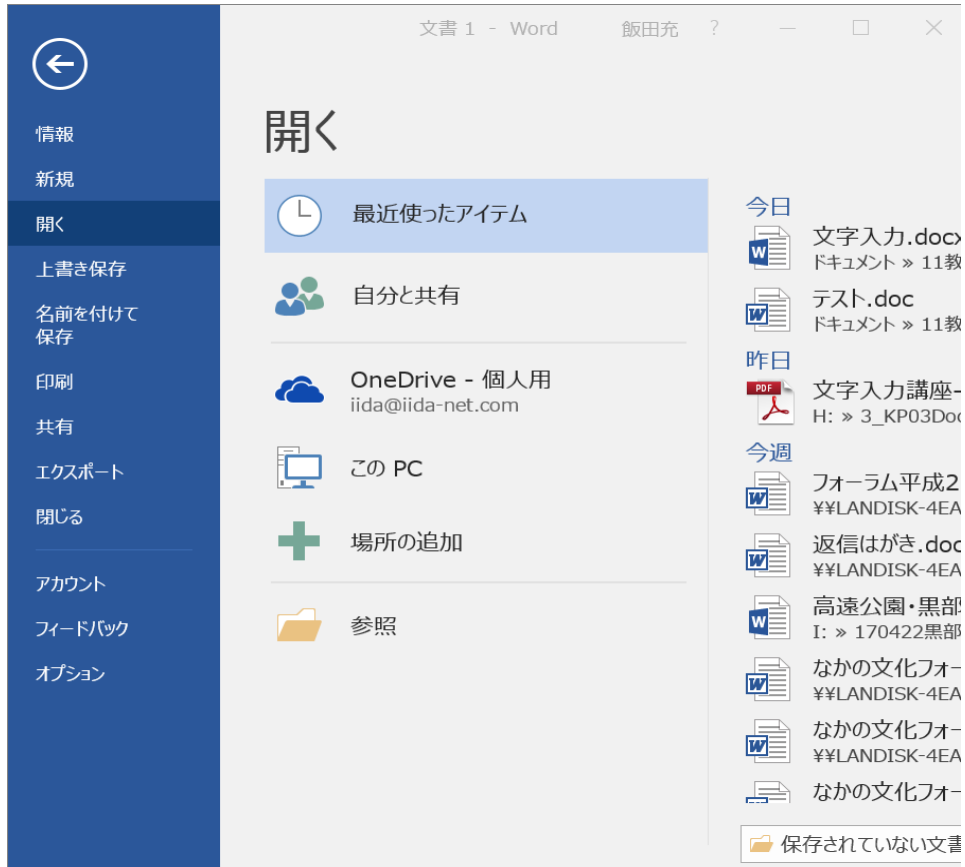 文書 1 - Word 飯田充 ?
情報
新規
開く
上書き保存
名前を付けて
保存
印刷
共有
エクスポート
閉じる
アカウント
フィードバック
オプション
開く
最近使ったアイテム
自分と共有
OneDrive - 個人用
iida@iida-net.com
この PC
場所の追加
参照
今日
文字入力.docx
ドキュメント » 11教
テスト.doc
ドキュメント » 11教
昨日
PDF
文字入力講座-
H: » 3_KP03Doc
今週
フォーラム平成2
¥¥LANDISK-4EA
返信はがき.doc
¥¥LANDISK-4EA
高遠公園・黒部
I: » 170422黒部
なかの文化フォー
¥¥LANDISK-4EA
なかの文化フォー
¥¥LANDISK-4EA
なかの文化フォー
保存されていない文書